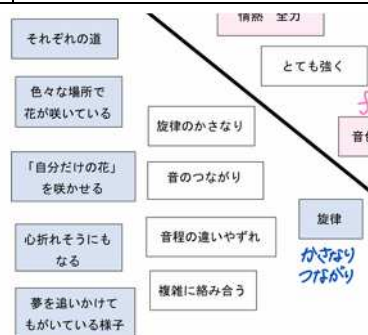 情熱　全力
それぞれの道
とても強く
色々な場所で
花が咲いている
旋律のかさなり
「自分だけの花」
を咲かせる
音のつながり
旋律
かさなり
つながり
心折れそうにも
なる
音程の違いやずれ
複雑に絡み合う
夢を追いかけて
もがいている様子